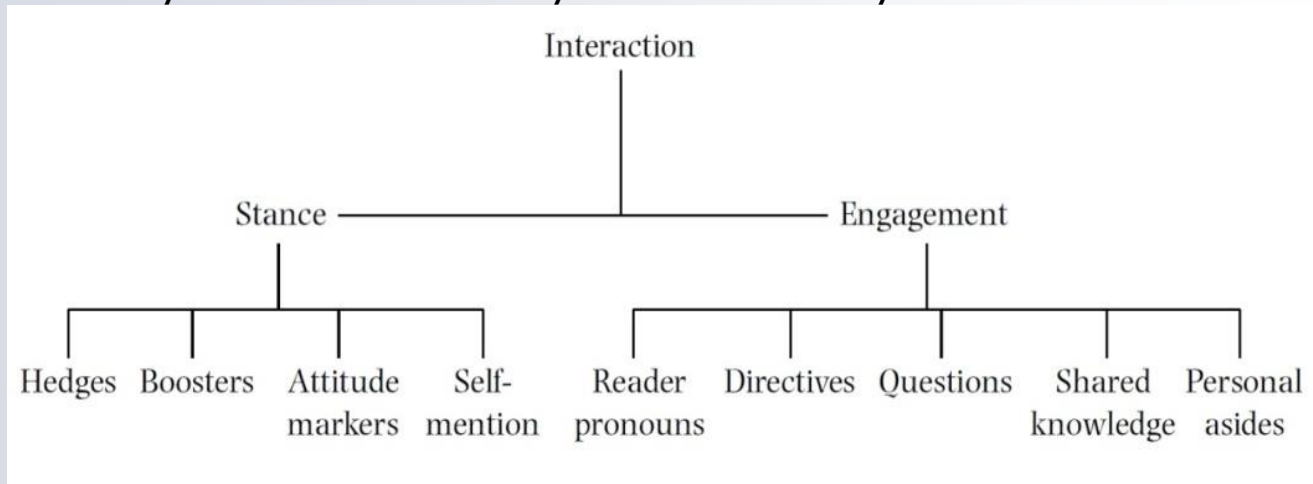 Interaction
Stance
Engagement
Hedges Boosters Attitude markers Self-mention Reader pronouns Directives Questions Shared knowledge Personal asides